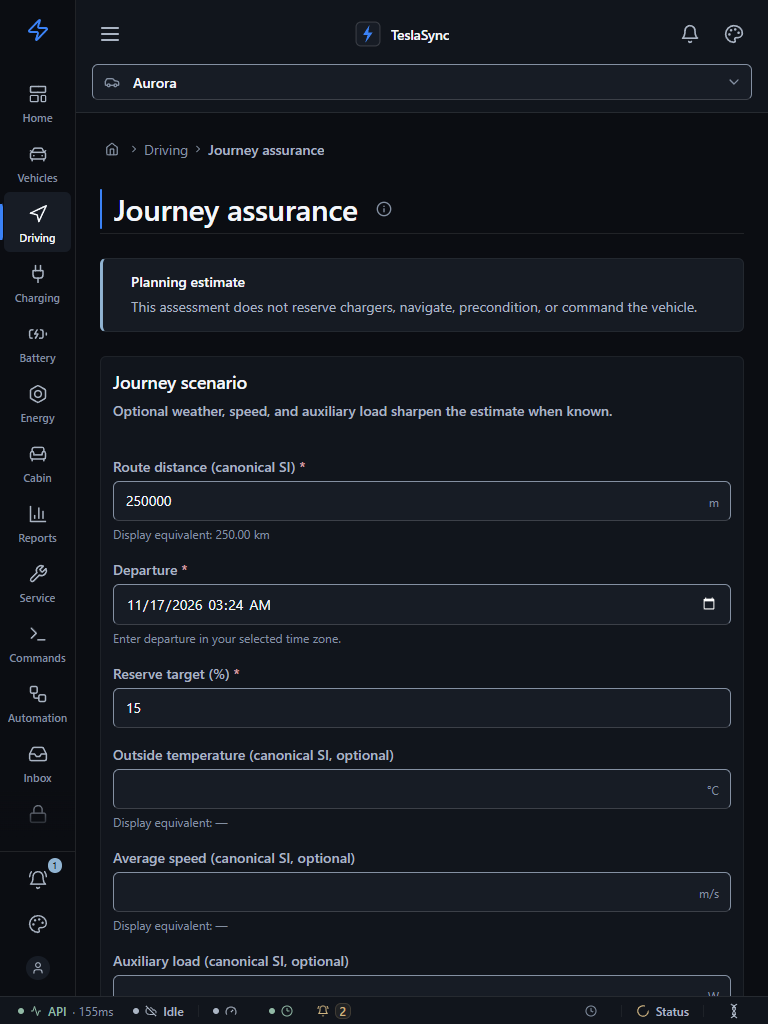 TeslaSync
Aurora
Home
Vehicles
Driving
Charging
Battery
Energy
Cabin
Reports
Service
Commands
Automation
Inbox
1
Driving
Journey assurance
Journey assurance
Planning estimate
This assessment does not reserve chargers, navigate, precondition, or command the vehicle.
Journey scenario
Optional weather, speed, and auxiliary load sharpen the estimate when known.
Route distance (canonical SI) *
250000 m
Display equivalent: 250.00 km
Departure *
11/17/2026 03:24 AM
Enter departure in your selected time zone.
Reserve target (%) *
15
Outside temperature (canonical SI, optional)
°C
Display equivalent: —
Average speed (canonical SI, optional)
m/s
Display equivalent: —
Auxiliary load (canonical SI, optional)
W
API · 155ms Idle 2 Status